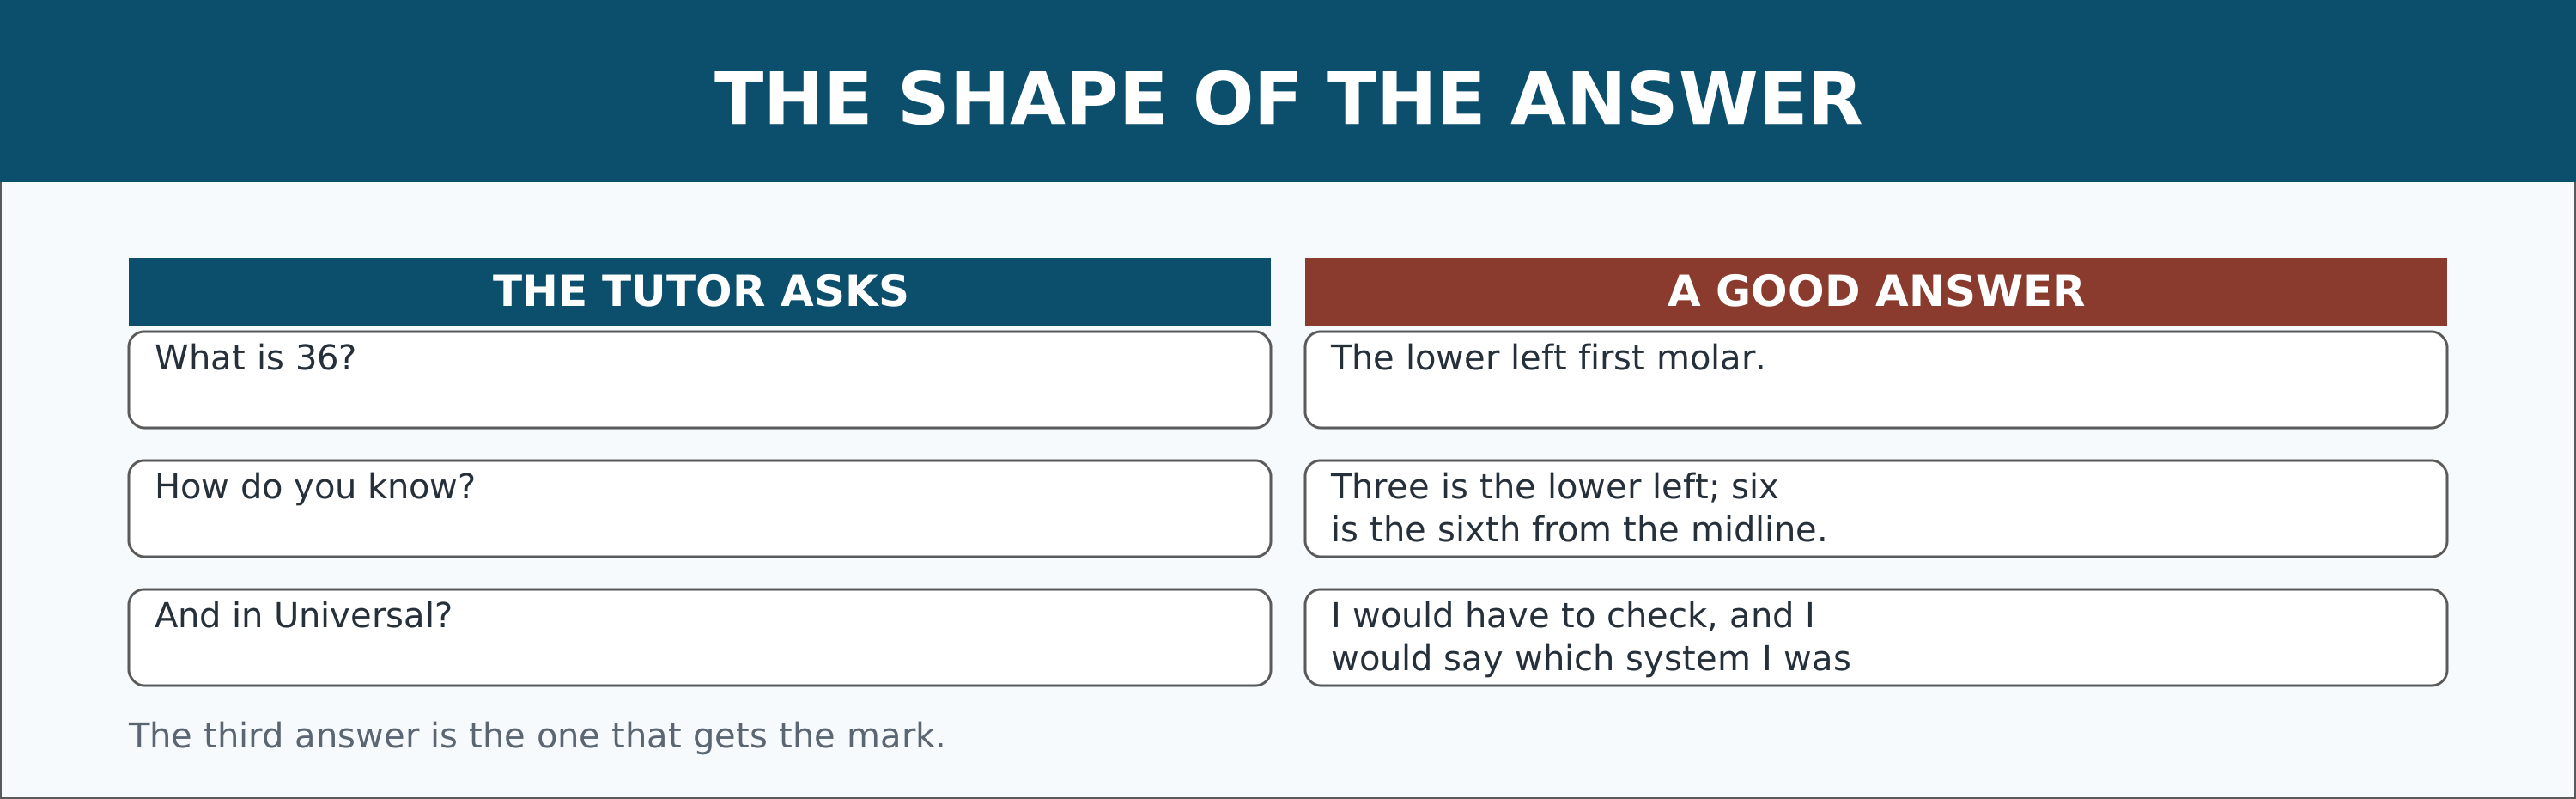 THE SHAPE OF THE ANSWER
THE TUTOR ASKS
A GOOD ANSWER
What is 36?
The lower left first molar.
How do you know?
Three is the lower left; six
is the sixth from the midline.
And in Universal?
I would have to check, and I
would say which system I was
The third answer is the one that gets the mark.